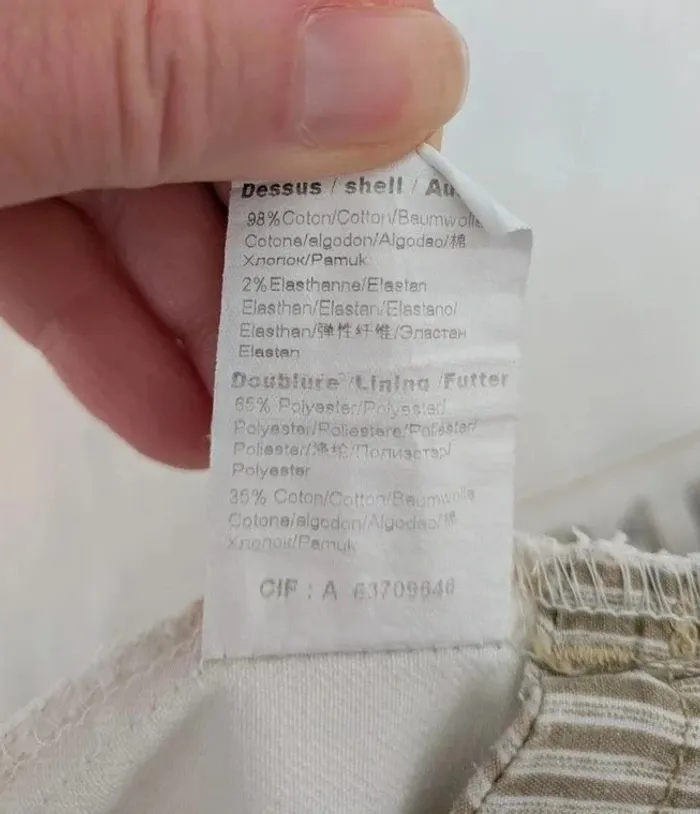 Dessus / shell / Au
98%Coton/Cotton/Baumwolle
Cotone/algodon/Algodao/棉
Хлопок/Pamuk
2%Elasthanne/Elastan
Elasthan/Elastan/Elastano/
Elasthan/弹性纤维/Эластан
Elastan
Doublure /Lining /Futter
65% Polyester/Polyester/
Polyester/Poliestere/Poliester/
Poliester/涤纶/Полиэстер/
Polyester
35% Coton/Cotton/Baumwolle
Cotone/algodon/Algodao/棉
Хлопок/Pamuk
CIF : A 63709646